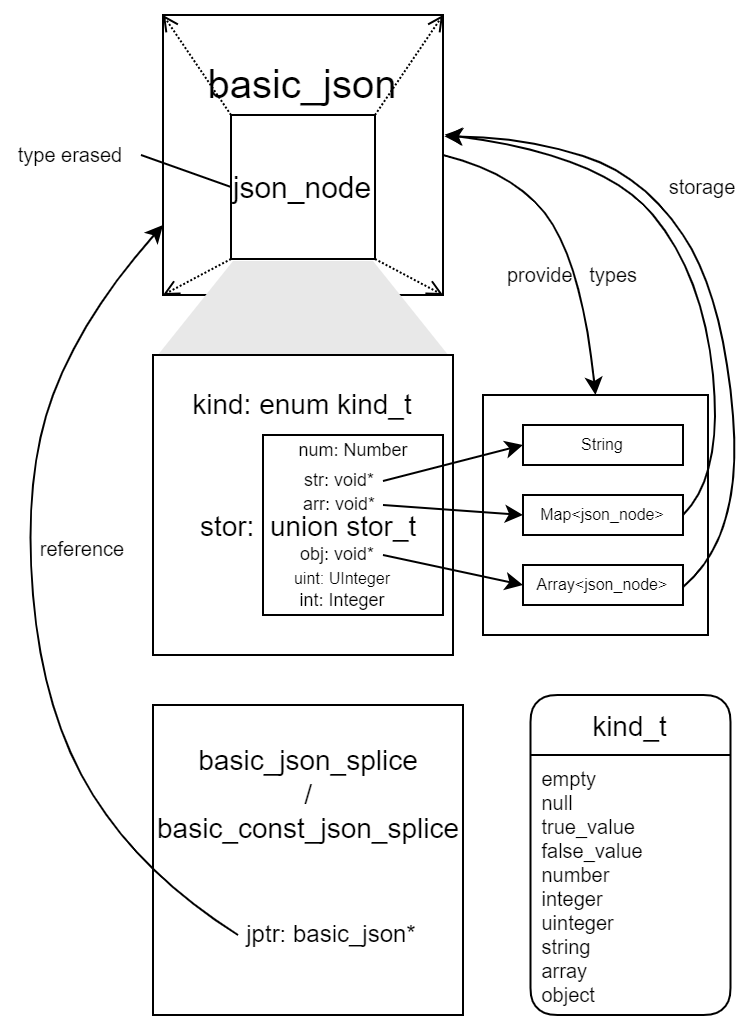 basic_json
type erased
json_node
storage
provide types
kind: enum kind_t
num: Number
str: void*
arr: void*
stor: union stor_t
obj: void*
uint: UInteger
int: Integer
String
Map<json_node>
Array<json_node>
reference
basic_json_splice
/
basic_const_json_splice
jptr: basic_json*
kind_t
empty
null
true_value
false_value
number
integer
uinteger
string
array
object